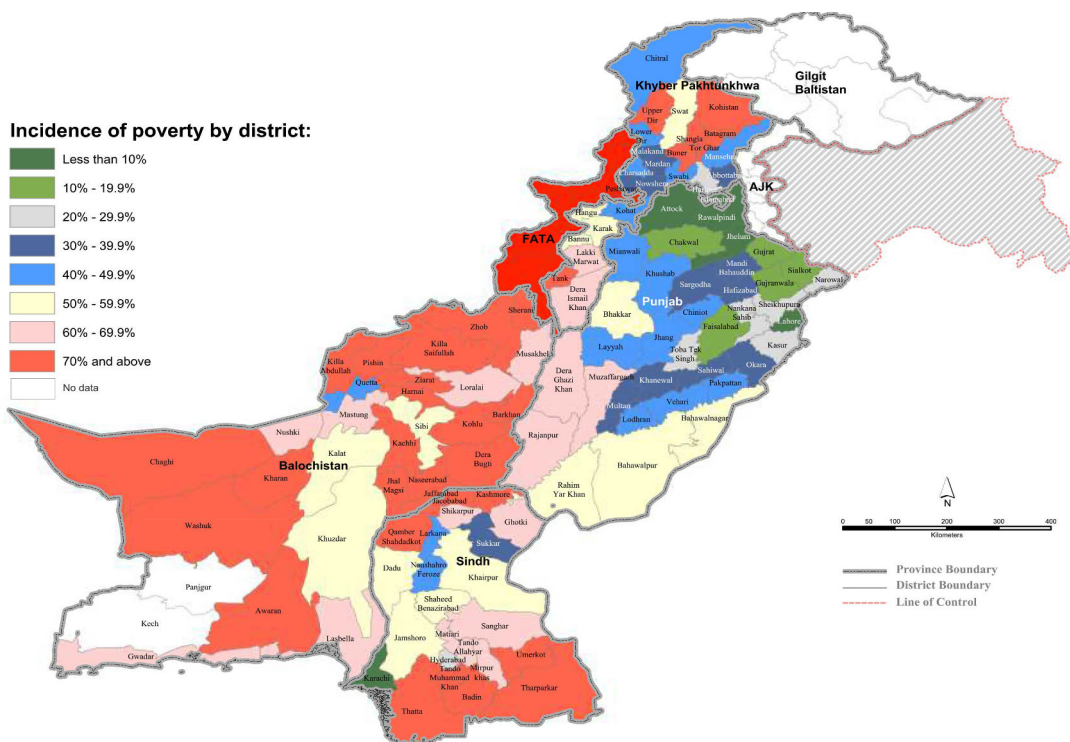 Incidence of poverty by district:
Less than 10%
10% - 19.9%
20% - 29.9%
30% - 39.9%
40% - 49.9%
50% - 59.9%
60% - 69.9%
70% and above
No data
Chitral
Khyber Pakhtunkhwa
Gilgit
Baltistan
Upper
Dir
Swat
Kohistan
Lower
Dir
Shangla
Batagram
Malakand
Buner
Tor Ghar
Mansehra
Mardan
Charsadda
Swabi
Abbottabad
Nowshera
Peshawar
Haripur
Islamabad
AJK
Hangu
Kohat
Attock
Rawalpindi
FATA
Karak
Bannu
Jhelam
Lakki
Marwat
Mianwali
Chakwal
Gujrat
Tank
Khushab
Mandi
Bahauddin
Sialkot
Dera
Ismail
Khan
Sargodha
Hafizabad
Gujranwala
Narowal
Punjab
Sheikhupura
Bhakkar
Chiniot
Nankana
Sahib
Faisalabad
Lahore
Sherani
Zhob
Layyah
Jhang
Toba Tek
Singh
Kasur
Killa
Saifullah
Musakhel
Killa
Abdullah
Pishin
Ziarat
Harnai
Loralai
Dera
Ghazi
Khan
Muzaffargadh
Khanewal
Sahiwal
Okara
Quetta
Pakpattan
Multan
Vehari
Mastung
Sibi
Kohlu
Barkhan
Lodhran
Bahawalnagar
Nushki
Rajanpur
Kachhi
Kalat
Dera
Bugti
Bahawalpur
Chaghi
Balochistan
Kharan
Jhal
Magsi
Naseerabad
Rahim
Yar Khan
Jaffarabad
Jacobabad
Kashmore
Shikarpur
Ghotki
Washuk
Khuzdar
Qamber
Shahdadkot
Larkana
Sukkur
Sindh
Dadu
Naushahro
Feroze
Khairpur
Panjgur
Kech
Awaran
Shaheed
Benazirabad
Lasbella
Jamshoro
Matiari
Sanghar
Tando
Allahyar
Gwadar
Hyderabad
Tando
Muhammad
Khan
Mirpur
khas
Umerkot
Karachi
Badin
Tharparkar
Thatta
N
0 50 100 200 300 400
Kilometers
Province Boundary
District Boundary
Line of Control